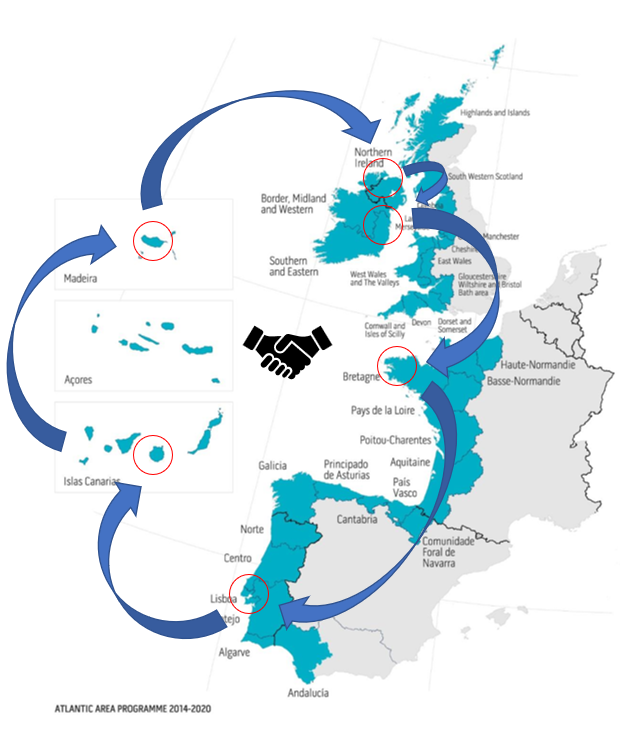 Highlands and Islands
Northern
Ireland
South Western Scotland
Border, Midland
and Western
Manchester
Cheshire
East Wales
Southern
and Eastern
Madeira
West Wales
and The Valleys
Gloucestershire
Wiltshire and Bristol
Bath area
Cornwall and
Isles of Scilly
Devon
Dorset and
Somerset
Haute-Normandie
Bretagne
Açores
Basse-Normandie
Pays de la Loire
Poitou-Charentes
Galicia
Principado
de Asturias
Aquitaine
Islas Canarias
País
Vasco
Cantabria
Norte
Comunidade
Foral de
Navarra
Centro
Lisboa
tejo
Algarve
Andalucía
ATLANTIC AREA PROGRAMME 2014-2020